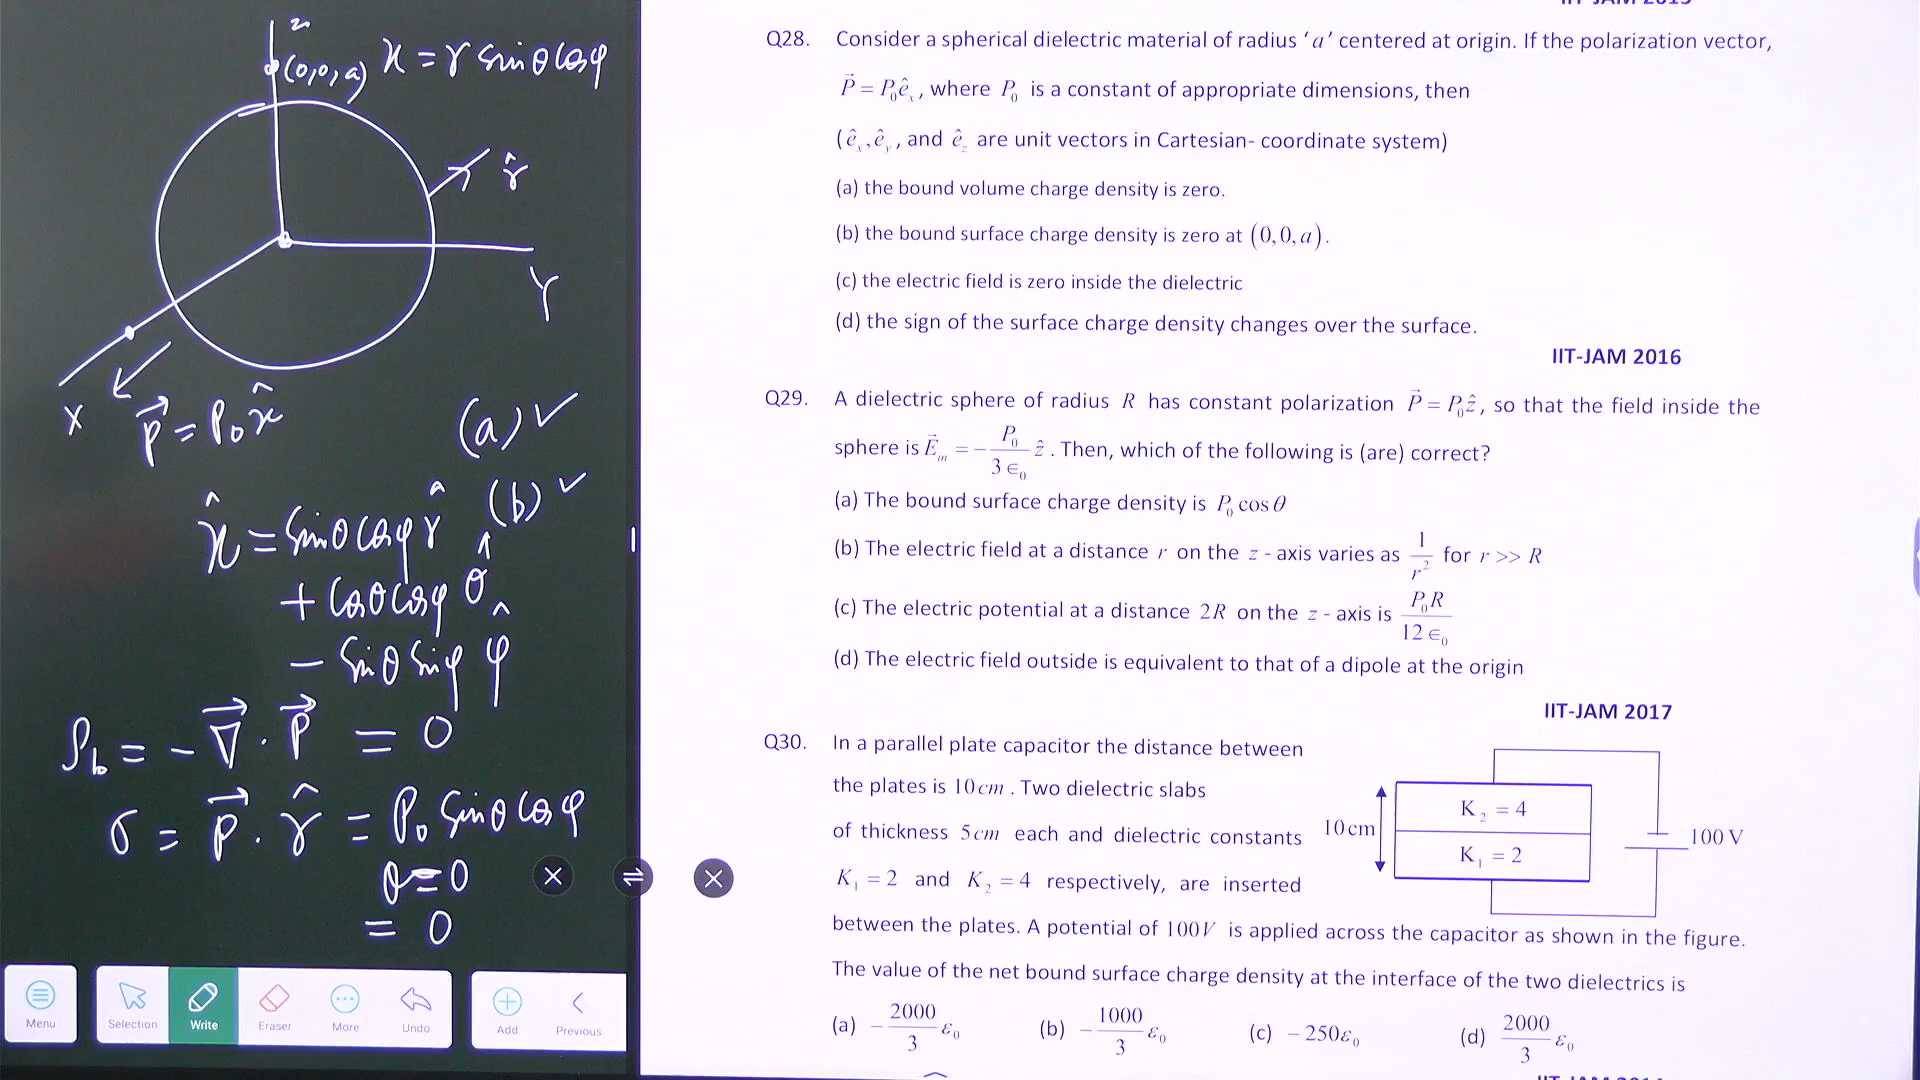 z
(0,0,a) x = r sinθ cosφ
r̂
Y
X
P⃗ = P₀ x̂
(a) ✓
(b) ✓
x̂ = sinθ cosφ r̂
+ cosθ cosφ θ̂
- sinθ sinφ φ̂
ρb = - ∇⃗ . P⃗ = 0
σ = P⃗ . r̂ = P₀ sinθ cosφ
θ = 0
= 0
Menu
Selection
Write
Eraser
More
Undo
Add
Previous
Q28. Consider a spherical dielectric material of radius ‘a’ centered at origin. If the polarization vector,
P⃗ = P₀êₓ, where P₀ is a constant of appropriate dimensions, then
(êₓ, ê_y, and ê_z are unit vectors in Cartesian- coordinate system)
(a) the bound volume charge density is zero.
(b) the bound surface charge density is zero at (0,0,a).
(c) the electric field is zero inside the dielectric
(d) the sign of the surface charge density changes over the surface.
IIT-JAM 2016
Q29. A dielectric sphere of radius R has constant polarization P⃗ = P₀ẑ, so that the field inside the
sphere is E⃗_in = - P₀/3∈₀ ẑ. Then, which of the following is (are) correct?
(a) The bound surface charge density is P₀ cos θ
(b) The electric field at a distance r on the z - axis varies as 1/r² for r >> R
(c) The electric potential at a distance 2R on the z - axis is P₀R/12∈₀
(d) The electric field outside is equivalent to that of a dipole at the origin
IIT-JAM 2017
Q30. In a parallel plate capacitor the distance between
the plates is 10cm. Two dielectric slabs
of thickness 5cm each and dielectric constants
K₁ = 2 and K₂ = 4 respectively, are inserted
between the plates. A potential of 100V is applied across the capacitor as shown in the figure.
The value of the net bound surface charge density at the interface of the two dielectrics is
10cm
K₂ = 4
K₁ = 2
100 V
(a) - 2000/3 ε₀ (b) - 1000/3 ε₀ (c) - 250ε₀ (d) 2000/3 ε₀